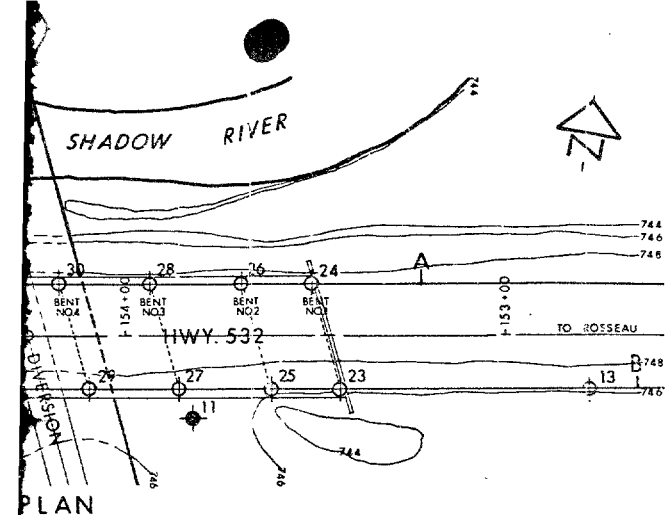 744
SHADOW RIVER
N
744
746
748
30
28
26
24
A
BENT NO.4
154+00
BENT NO.3
BENT NO.2
BENT NO.1
153+00
HWY. 532
TO ROSSEAU
DIVERSION
748
B
29
27
25
23
13
746
11
744
746
746
PLAN